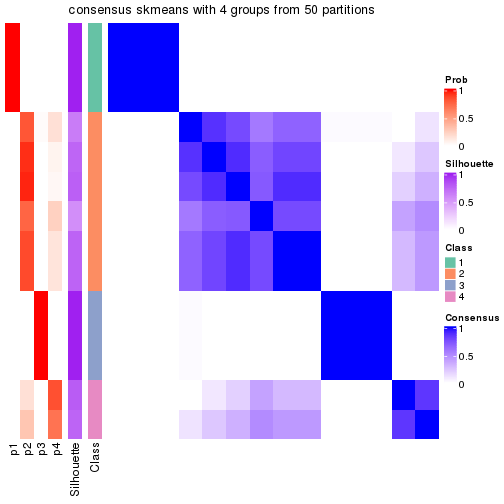 consensus skmeans with 4 groups from 50 partitions
Prob
1
0.5
0
Silhouette
1
0.5
0
Class
1
2
3
4
Consensus
1
0.5
0
p1
p2
p3
p4
Silhouette
Class